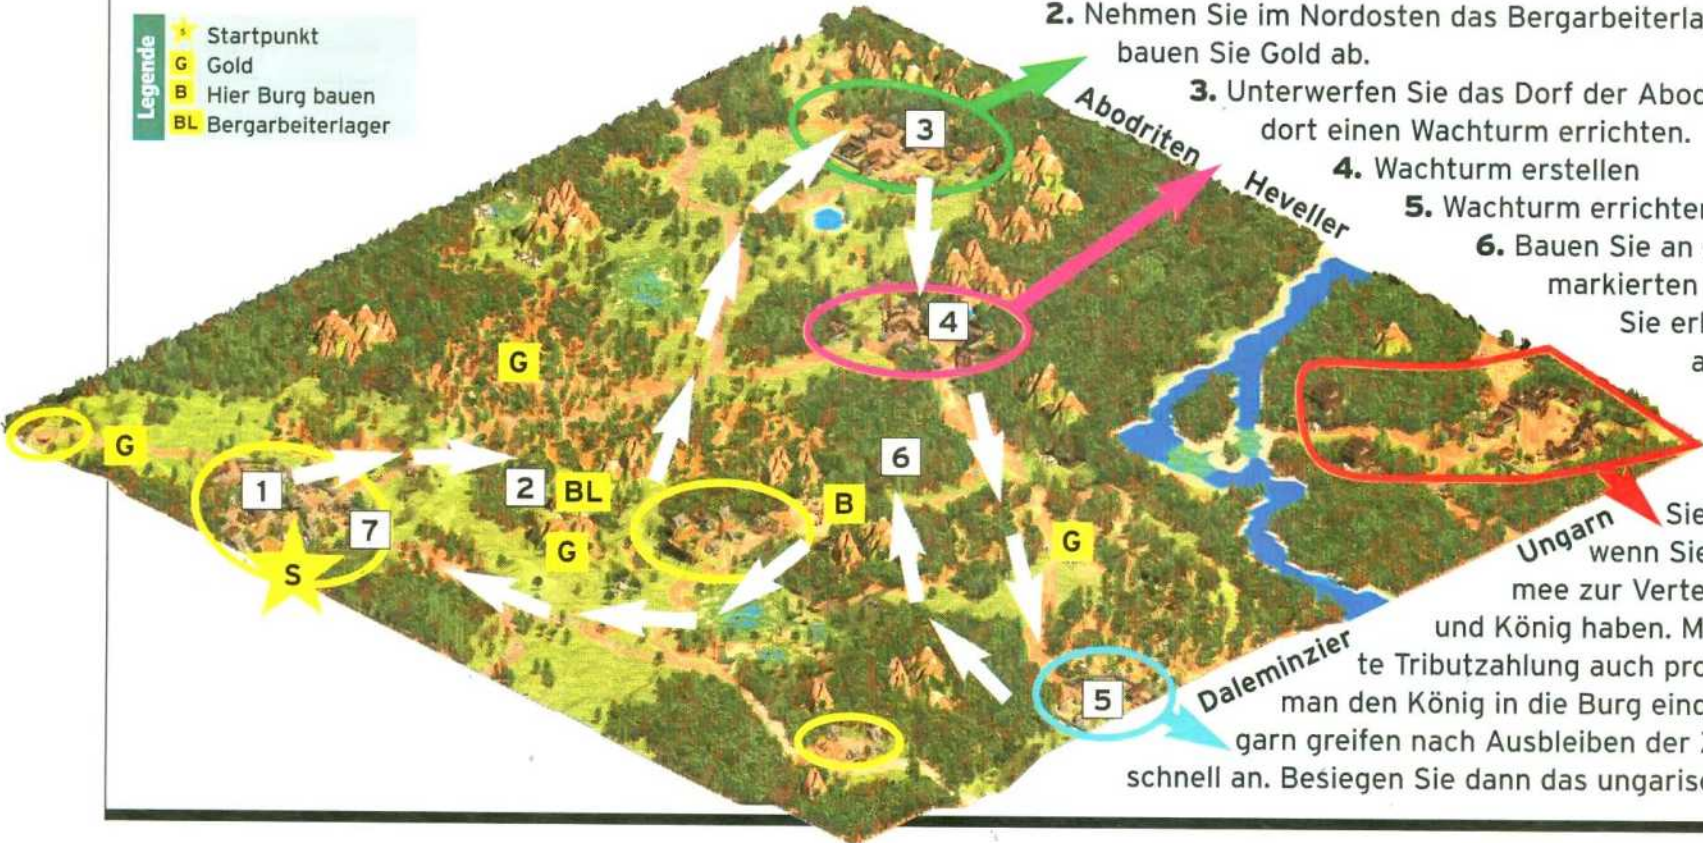 Legende
S Startpunkt
G Gold
B Hier Burg bauen
BL Bergarbeiterlager
2. Nehmen Sie im Nordosten das Bergarbeiterla
bauen Sie Gold ab.
3. Unterwerfen Sie das Dorf der Abod
dort einen Wachturm errichten.
4. Wachturm erstellen
5. Wachturm errichten
6. Bauen Sie an
markierten
Sie erl
a
Abodriten
Heveller
3
4
G
G
1
2
BL
6
B
7
G
G
S
5
Ungarn
Daleminzier
Sie
wenn Sie
mee zur Verte
und König haben. M
te Tributzahlung auch pro
man den König in die Burg eind
garn greifen nach Ausbleiben der
schnell an. Besiegen Sie dann das ungaris